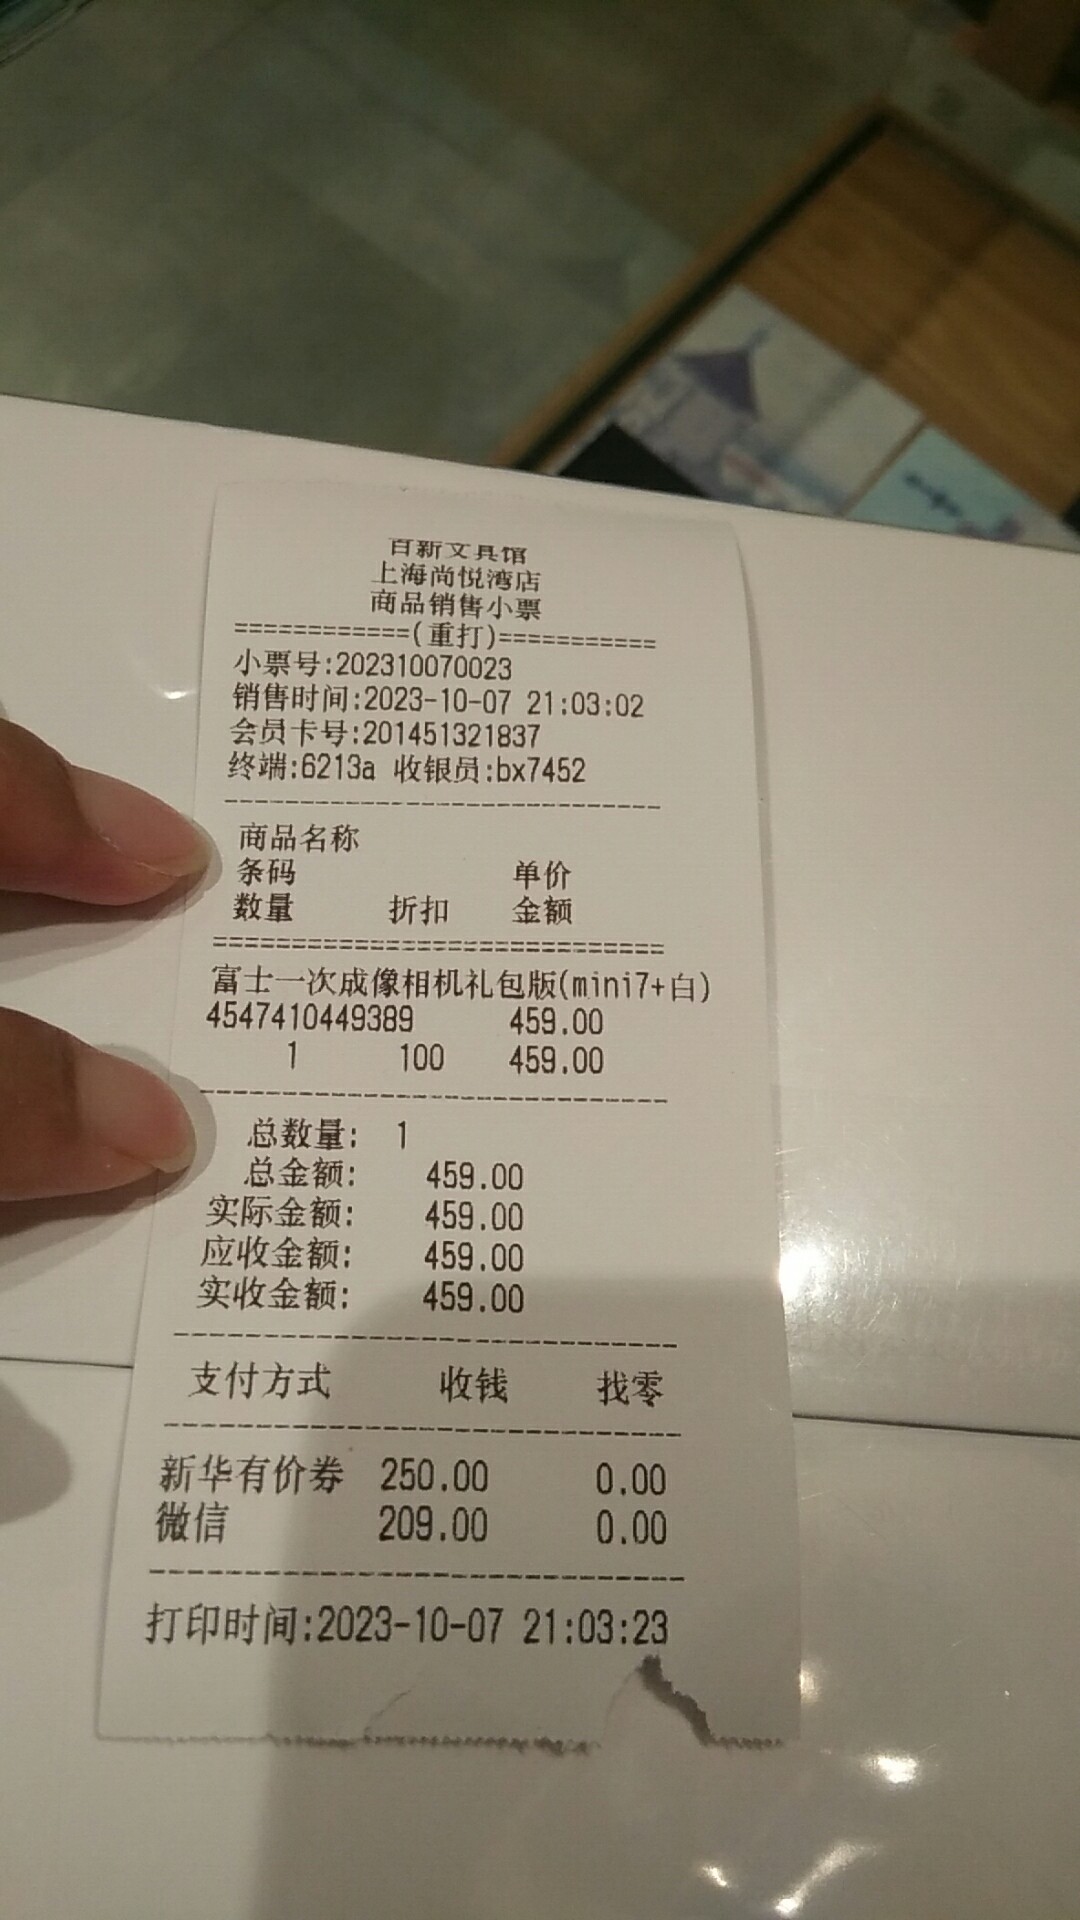 百新文具馆
上海尚悦湾店
商品销售小票
============(重打)===========
小票号:202310070023
销售时间:2023-10-07 21:03:02
会员卡号:201451321837
终端:6213a 收银员:bx7452
------------------------------
商品名称
条码 单价
数量 折扣 金额
==============================
富士一次成像相机礼包版(mini7+白)
4547410449389 459.00
1 100 459.00
------------------------------
总数量: 1
总金额: 459.00
实际金额: 459.00
应收金额: 459.00
实收金额: 459.00
------------------------------
支付方式 收钱 找零
------------------------------
新华有价券 250.00 0.00
微信 209.00 0.00
------------------------------
打印时间:2023-10-07 21:03:23